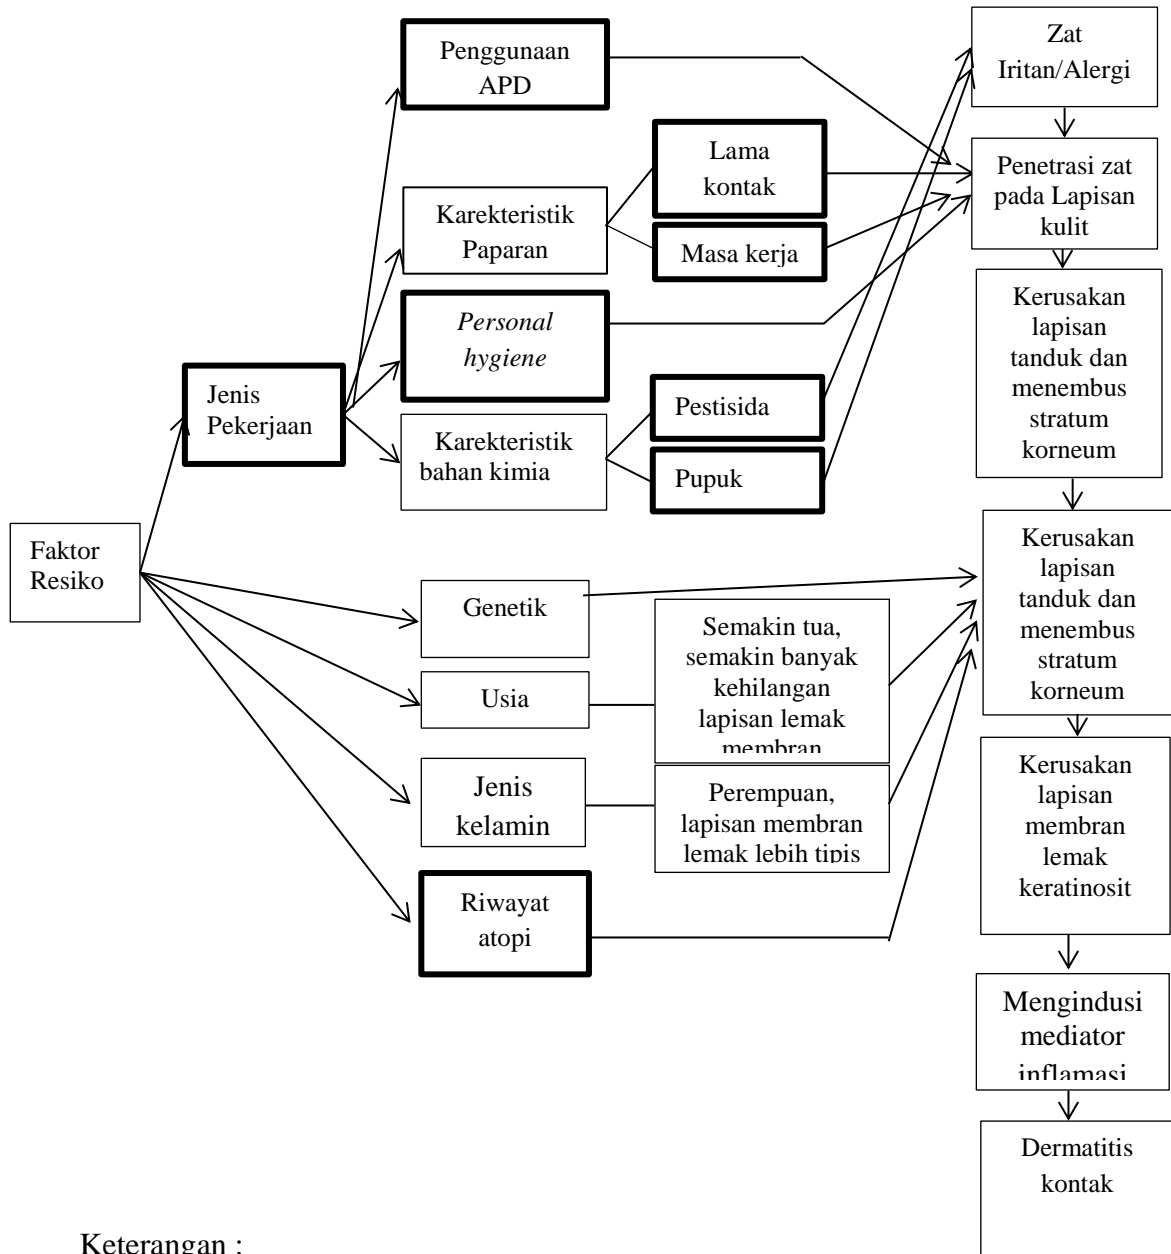 Penggunaan
APD
Zat
Iritan/Alergi
Lama
kontak
Penetrasi zat
pada Lapisan
kulit
Karekteristik
Paparan
Masa kerja
Personal
hygiene
Kerusakan
lapisan
tanduk dan
menembus
stratum
korneum
Jenis
Pekerjaan
Pestisida
Karekteristik
bahan kimia
Pupuk
Faktor
Resiko
Kerusakan
lapisan
tanduk dan
menembus
stratum
korneum
Genetik
Semakin tua,
semakin banyak
kehilangan
lapisan lemak
membran
Usia
Jenis
kelamin
Perempuan,
lapisan membran
lemak lebih tipis
Kerusakan
lapisan
membran
lemak
keratinosit
Riwayat
atopi
Mengindusi
mediator
inflamasi
Dermatitis
kontak
Keterangan :